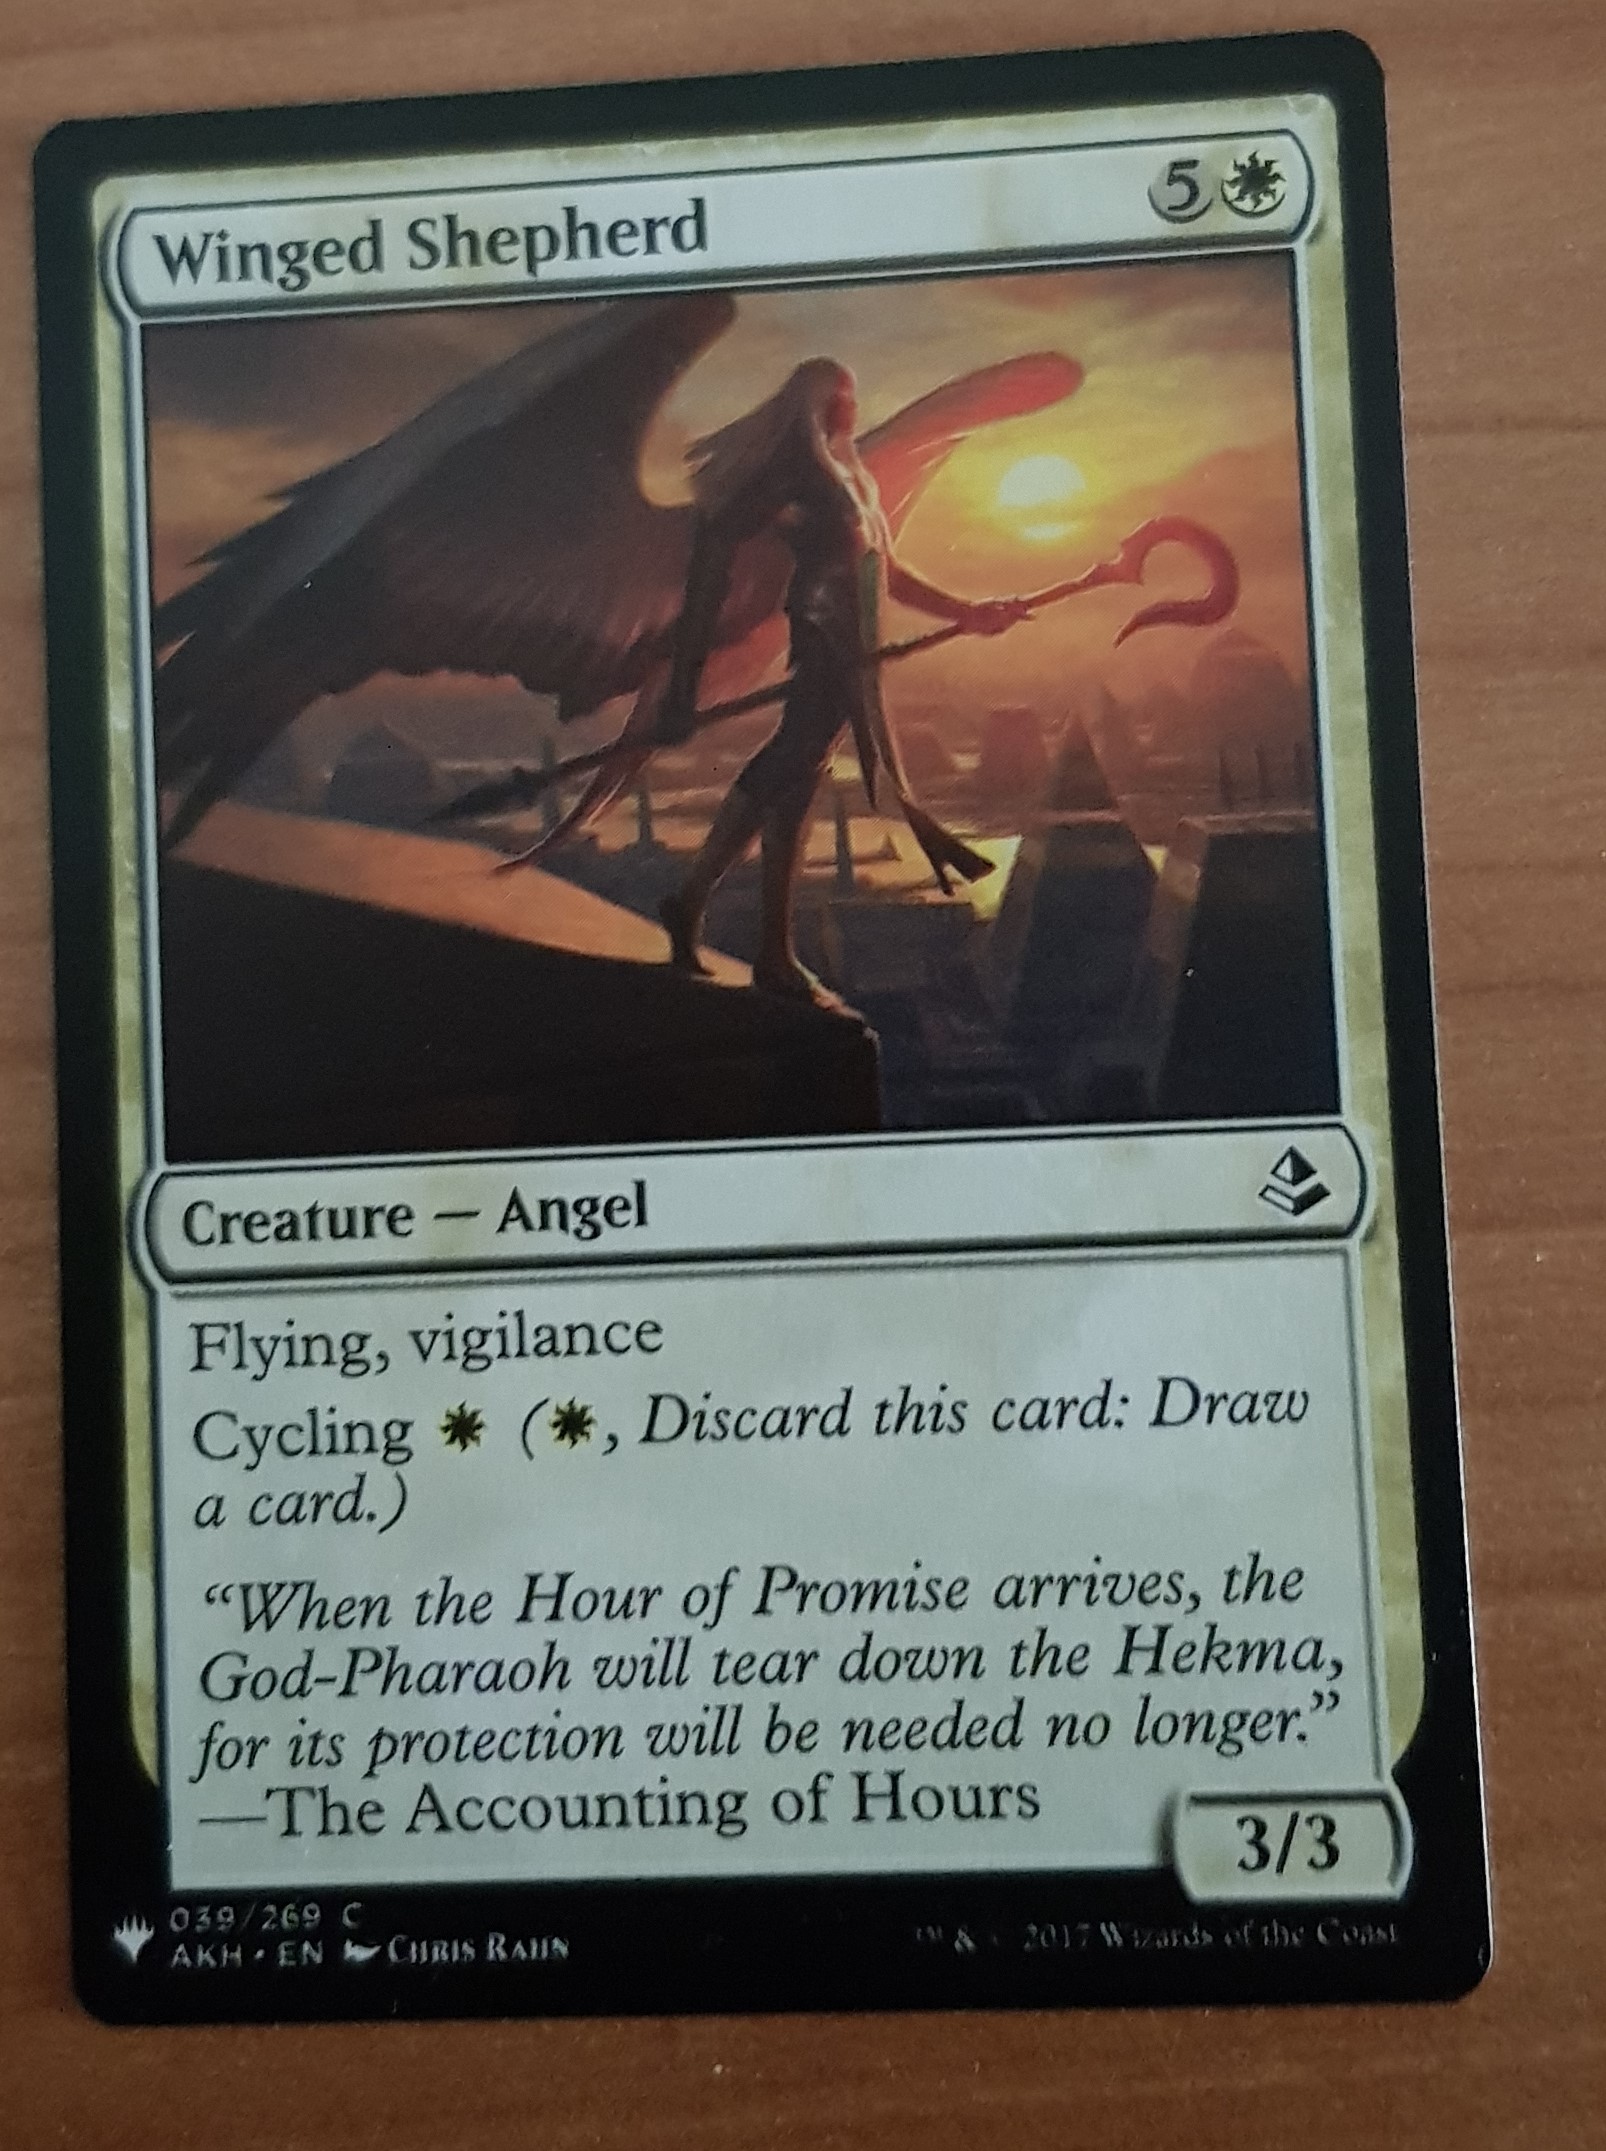 Winged Shepherd 5
Creature — Angel
Flying, vigilance
Cycling (, Discard this card: Draw
a card.)
“When the Hour of Promise arrives, the
God-Pharaoh will tear down the Hekma,
for its protection will be needed no longer.”
—The Accounting of Hours
3/3
039/269 C
AKH • EN Chris Rahn
™ & © 2017 Wizards of the Coast